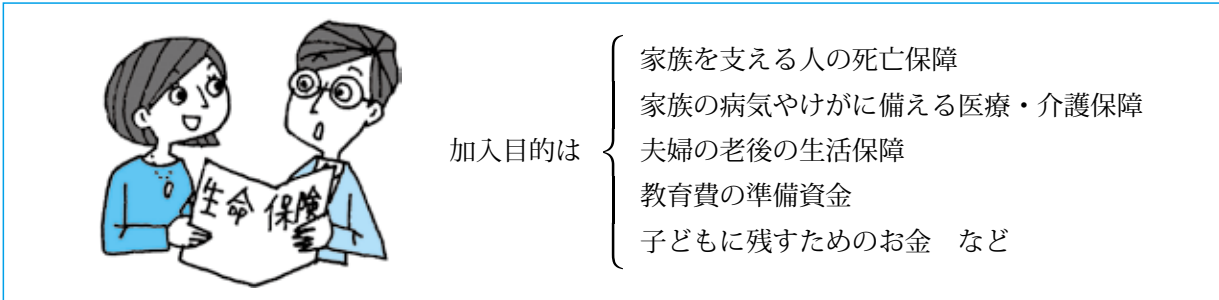 生命 保険
加入目的は
家族を支える人の死亡保障
家族の病気やけがに備える医療・介護保障
夫婦の老後の生活保障
教育費の準備資金
子どもに残すためのお金　など